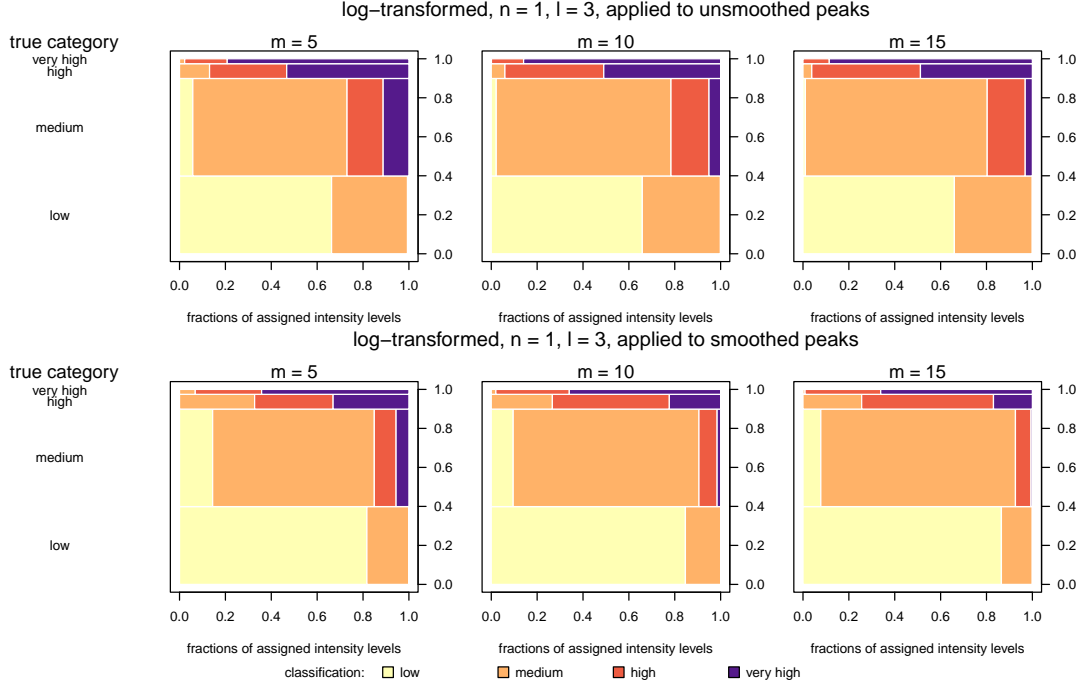 log−transformed, n = 1, l = 3, applied to unsmoothed peaks
true category
m = 5
m = 10
m = 15
very high
high
medium
low
0.0 0.2 0.4 0.6 0.8 1.0
0.0 0.2 0.4 0.6 0.8 1.0
0.0 0.2 0.4 0.6 0.8 1.0
0.0 0.2 0.4 0.6 0.8 1.0
0.0 0.2 0.4 0.6 0.8 1.0
0.0 0.2 0.4 0.6 0.8 1.0
fractions of assigned intensity levels
fractions of assigned intensity levels
fractions of assigned intensity levels
log−transformed, n = 1, l = 3, applied to smoothed peaks
true category
m = 5
m = 10
m = 15
very high
high
medium
low
0.0 0.2 0.4 0.6 0.8 1.0
0.0 0.2 0.4 0.6 0.8 1.0
0.0 0.2 0.4 0.6 0.8 1.0
0.0 0.2 0.4 0.6 0.8 1.0
0.0 0.2 0.4 0.6 0.8 1.0
0.0 0.2 0.4 0.6 0.8 1.0
fractions of assigned intensity levels
fractions of assigned intensity levels
fractions of assigned intensity levels
classification: low medium high very high